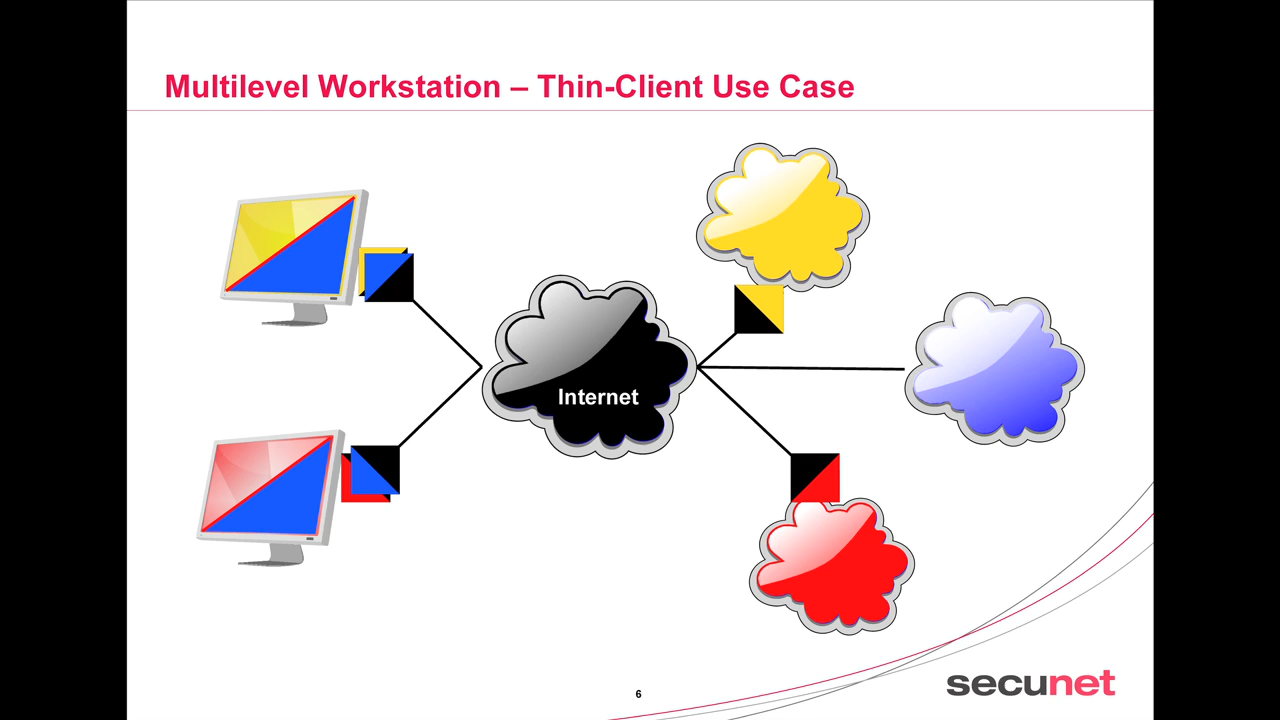 Multilevel Workstation – Thin-Client Use Case
Internet
6
secunet